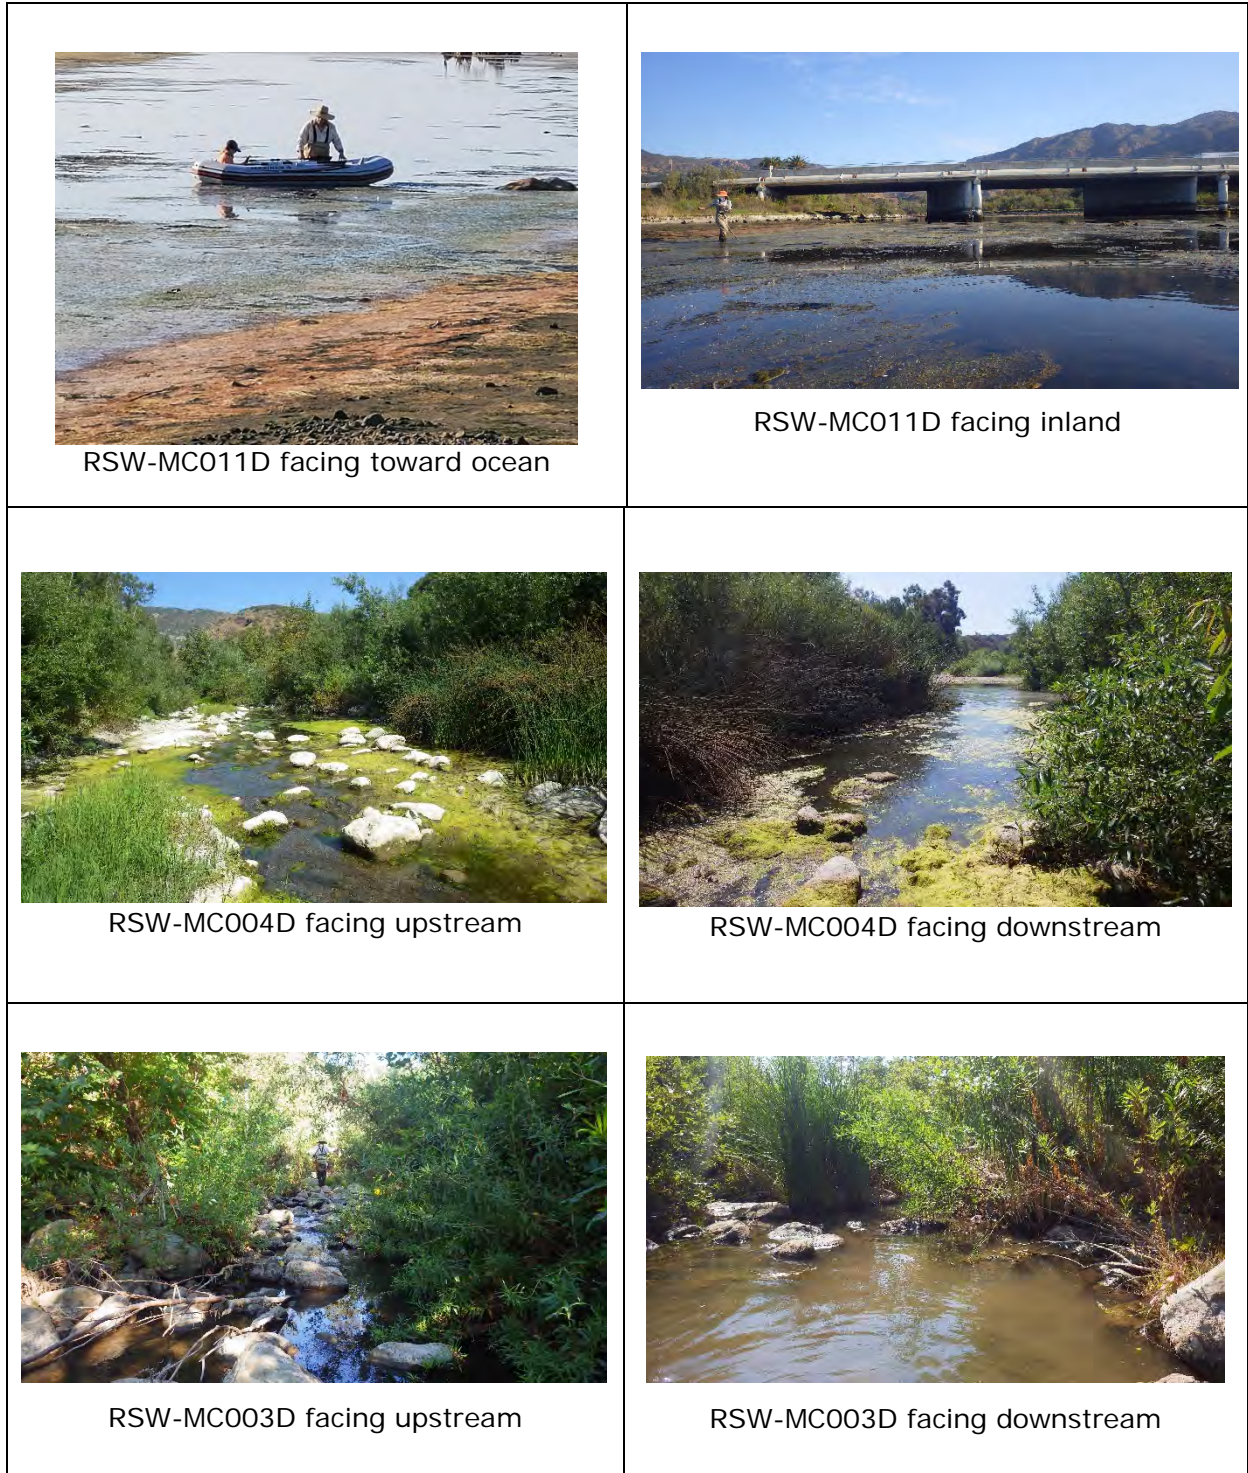 RSW-MC011D facing toward ocean
RSW-MC011D facing inland
RSW-MC004D facing upstream
RSW-MC004D facing downstream
RSW-MC003D facing upstream
RSW-MC003D facing downstream